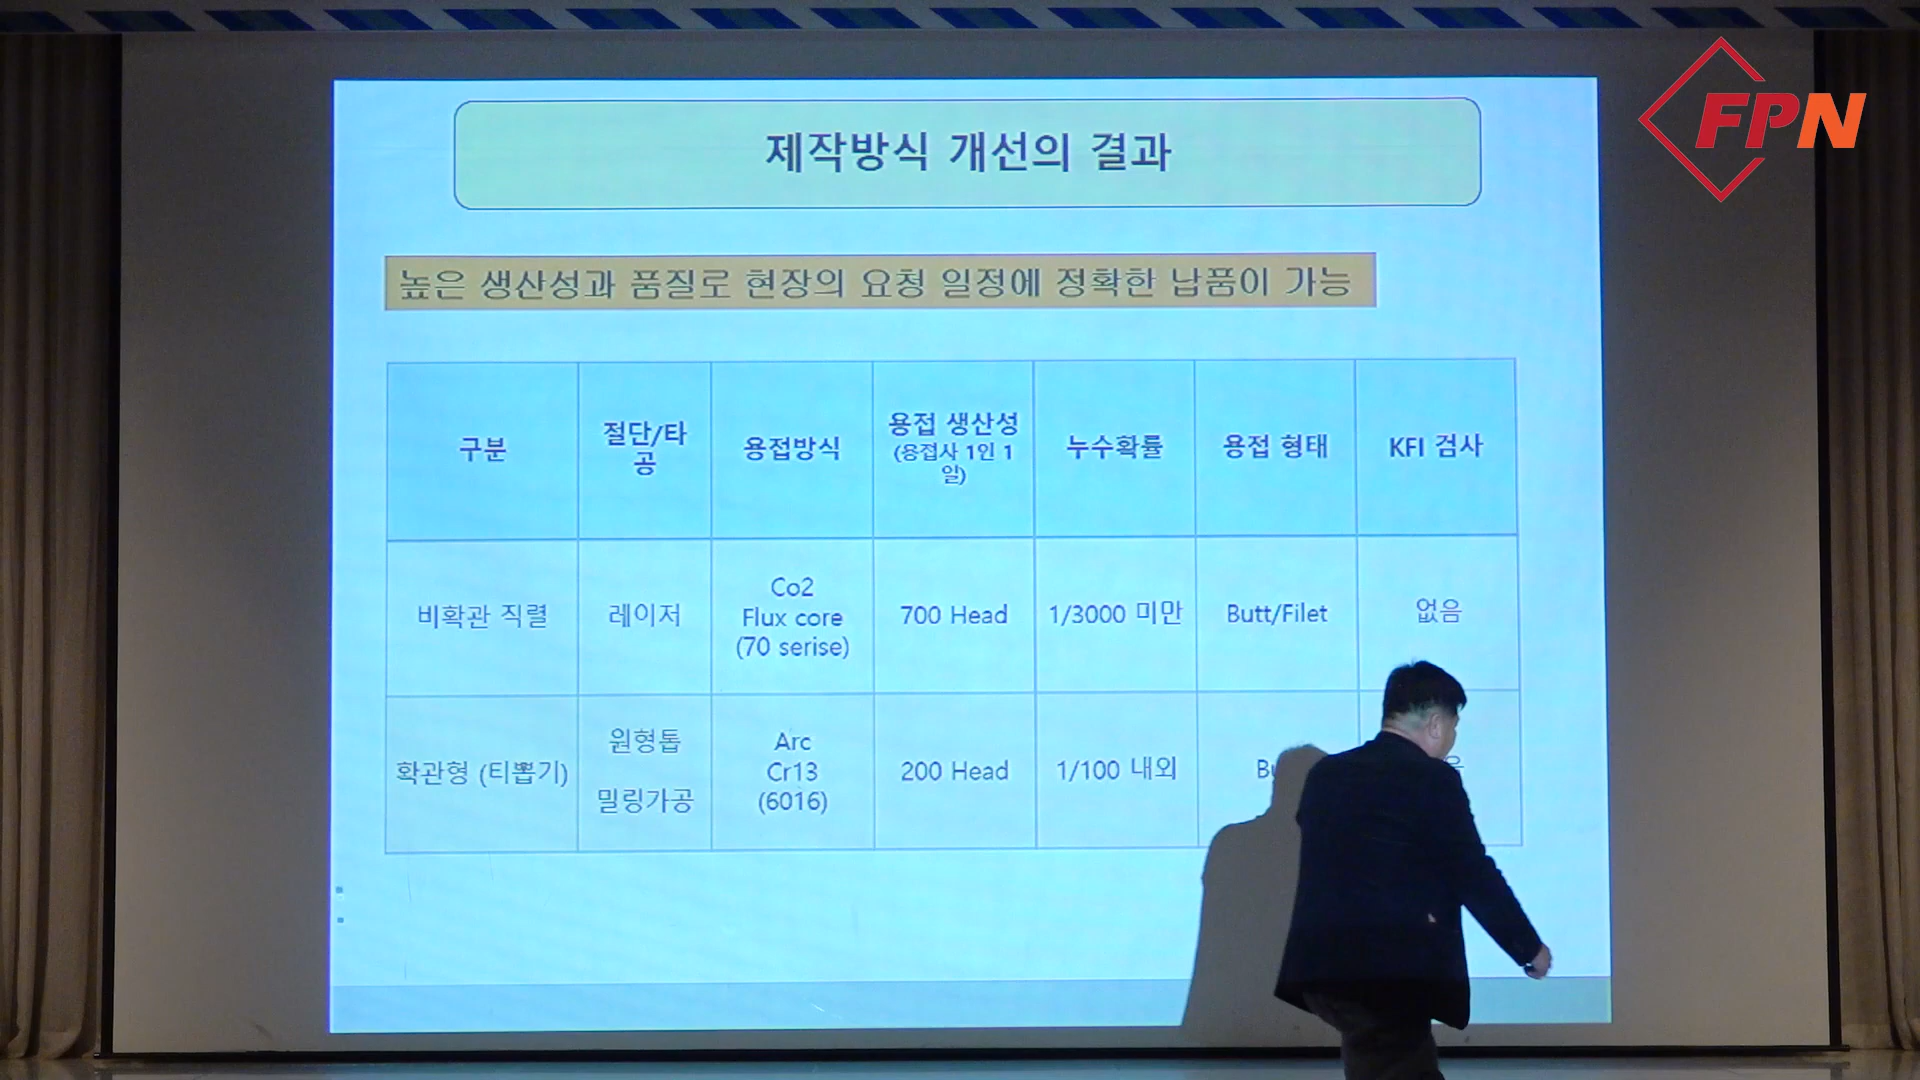 FPN
제작방식 개선의 결과
높은 생산성과 품질로 현장의 요청 일정에 정확한 납품이 가능
구분
절단/타
공
용접방식
용접 생산성
(용접사 1인 1
일)
누수확률
용접 형태
KFI 검사
비확관 직렬
레이저
Co2
Flux core
(70 serise)
700 Head
1/3000 미만
Butt/Filet
없음
확관형 (티뽑기)
원형톱
밀링가공
Arc
Cr13
(6016)
200 Head
1/100 내외